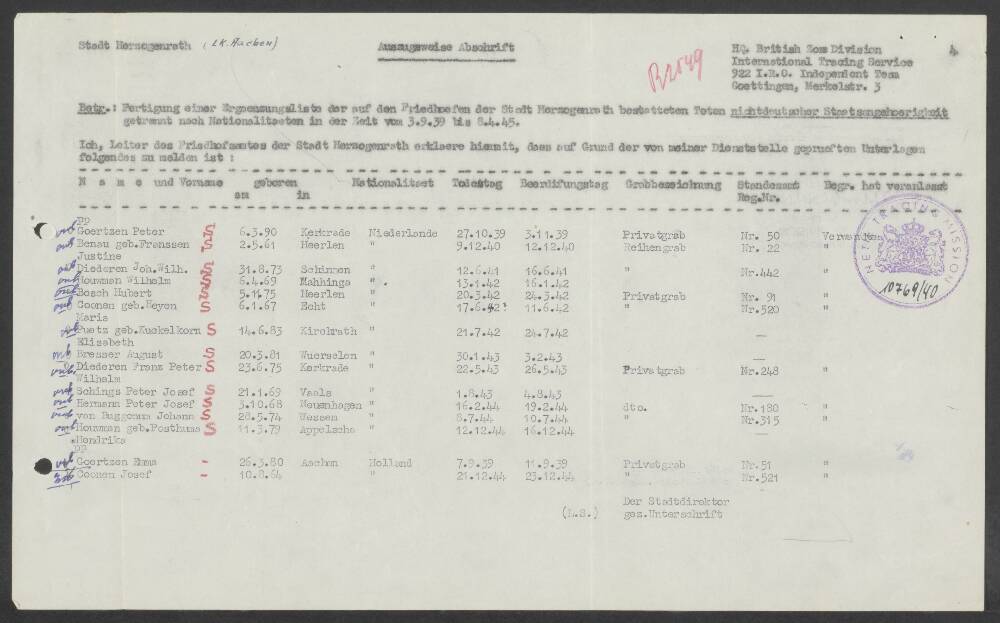 Stadt Herzogenrath (LK. Aachen) Auszugsweise Abschrift HQ. British Zone Division 4
International Tracing Service
R2549 922 I.R.O. Indepenient Team
Goettingen, Merkelstr. 3
Betr.: Fertigung einer Ergaenzungsliste der auf den Friedhoefen der Stadt Herzogenrath bestatteten Toten nichtdeutscher Staatsangehoerigkeit
getrennt nach Nationalitaeten in der Zeit vom 3.9.39 bis 8.4.45.
Ich, Leiter des Friedhofsamtes der Stadt Herzogenrath erklaere hiermit, dass auf Grund der von meiner Dienststelle geprueften Unterlagen
folgendes zu melden ist :
N a m e und Vorname geboren Nationalitaet Todestag Beerdigungstag Grabbezeichnung Standesamt Begr. hat veranlasst
am in Reg.Nr.
Goertzen Peter S 6.3.90 Kerkrade Niederlande 27.10.39 3.11.39 Privatgrab Nr. 50 Verwandten
Benau geb.Franssen S 2.5.61 Heerlen " 9.12.40 12.12.40 Reihengrab Nr. 22 "
Justine
Diederen Joh.Wilh. S 31.8.73 Schinnen " 12.6.41 16.6.41 " Nr.442 "
Houwman Wilhelm S 6.4.69 Mahhinga " 13.1.42 16.1.42
Bosch Hubert S 5.11.75 Heerlen " 20.3.42 24.3.42 Privatgrab Nr. 91 "
Coonen geb.Heyen S 6.1.67 Echt " 17.6.42? 11.6.42 Nr.520 "
Maria
Puetz geb.Kuckelkorn S 14.6.83 Kirchrath " 21.7.42 24.7.42 —
Elisabeth
Bresser August S 20.3.81 Wuerselen " 30.1.43 3.2.43 —
Diederen Franz Peter S 23.6.75 Kerkrade " 22.5.43 26.5.43 Privatgrab Nr.248 "
Wilhelm
Schings Peter Josef S 21.1.69 Vaals " 1.8.43 4.8.43 —
Hermann Peter Josef S 3.10.68 Neuenhagen " 16.2.44 19.2.44 dto. Nr.180 "
van Buggenum Johann S 28.5.74 Wessen " 8.7.44 10.7.44 Nr.315 "
Houwman geb.Posthuma S 11.3.79 Appelscha " 12.12.44 16.12.44 —
Hendrika
Goertzen Emma - 26.3.80 Aachen Holland 7.9.39 11.9.39 Privatgrab Nr.51 "
Coonen Josef - 10.8.64 21.12.44 23.12.44 " Nr.521 "
Der Stadtdirektor
(L.S.) gez.Unterschrift
TRACING MISSION
10769/40